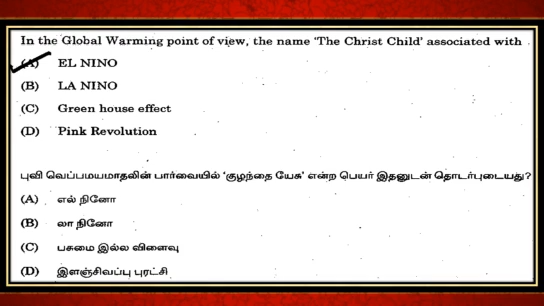 In the Global Warming point of view, the name 'The Christ Child' associated with
(A) EL NINO
(B) LA NINO
(C) Green house effect
(D) Pink Revolution
புவி வெப்பமயமாதலின் பார்வையில் 'குழந்தை யேசு' என்ற பெயர் இதனுடன் தொடர்புடையது?
(A) எல் நினோ
(B) லா நினோ
(C) பசுமை இல்ல விளைவு
(D) இளஞ்சிவப்பு புரட்சி